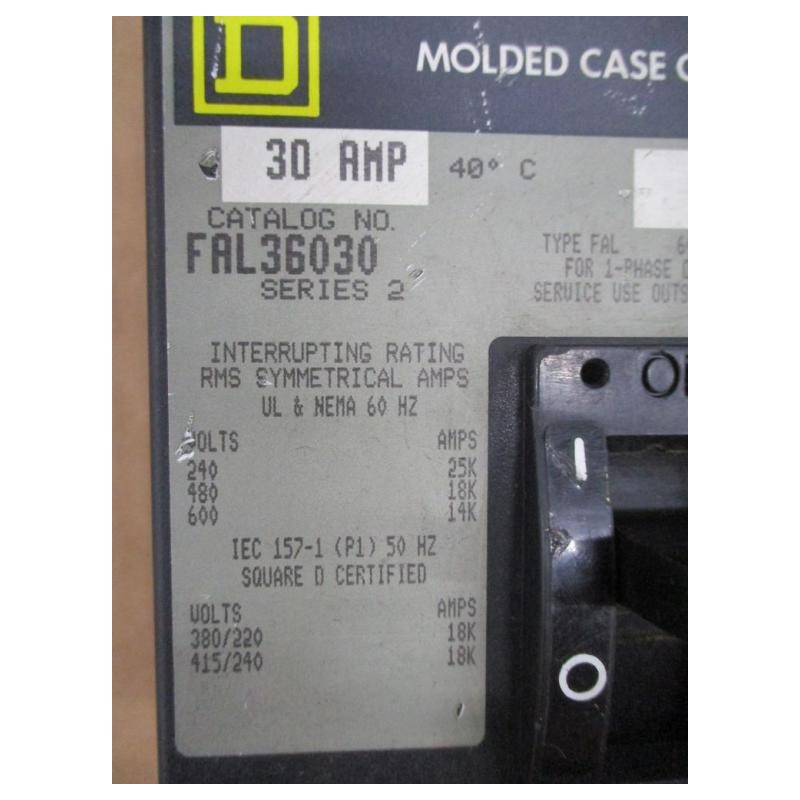 D
MOLDED CASE
30 AMP
40° C
CATALOG NO.
FAL36030
SERIES 2
TYPE FAL
FOR 1-PHASE
SERVICE USE OUTS
INTERRUPTING RATING
RMS SYMMETRICAL AMPS
UL & NEMA 60 HZ
VOLTS AMPS
240 25K
480 18K
600 14K
IEC 157-1 (P1) 50 HZ
SQUARE D CERTIFIED
VOLTS AMPS
380/220 18K
415/240 18K
I
O